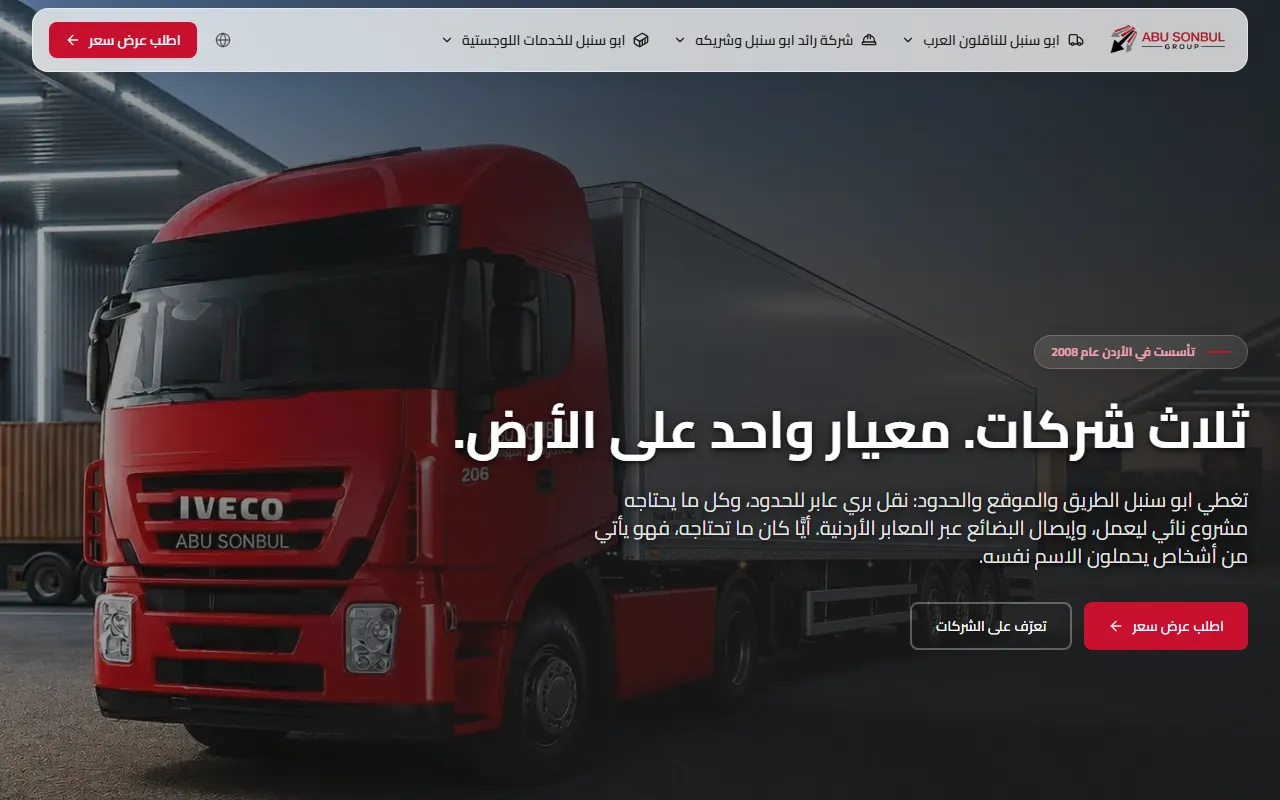 ABU SONBUL
GROUP
ابو سنبل للناقلون العرب
شركة رائد ابو سنبل وشريكه
ابو سنبل للخدمات اللوجستية
اطلب عرض سعر
تأسست في الأردن عام 2008
ثلاث شركات. معيار واحد على الأرض.
تغطي ابو سنبل الطريق والموقع والحدود: نقل بري عابر للحدود، وكل ما يحتاجه
مشروع نائي ليعمل، وإيصال البضائع عبر المعابر الأردنية. أيًّا كان ما تحتاجه، فهو يأتي
من أشخاص يحملون الاسم نفسه.
اطلب عرض سعر
تعرّف على الشركات
206
IVECO
ABU SONBUL